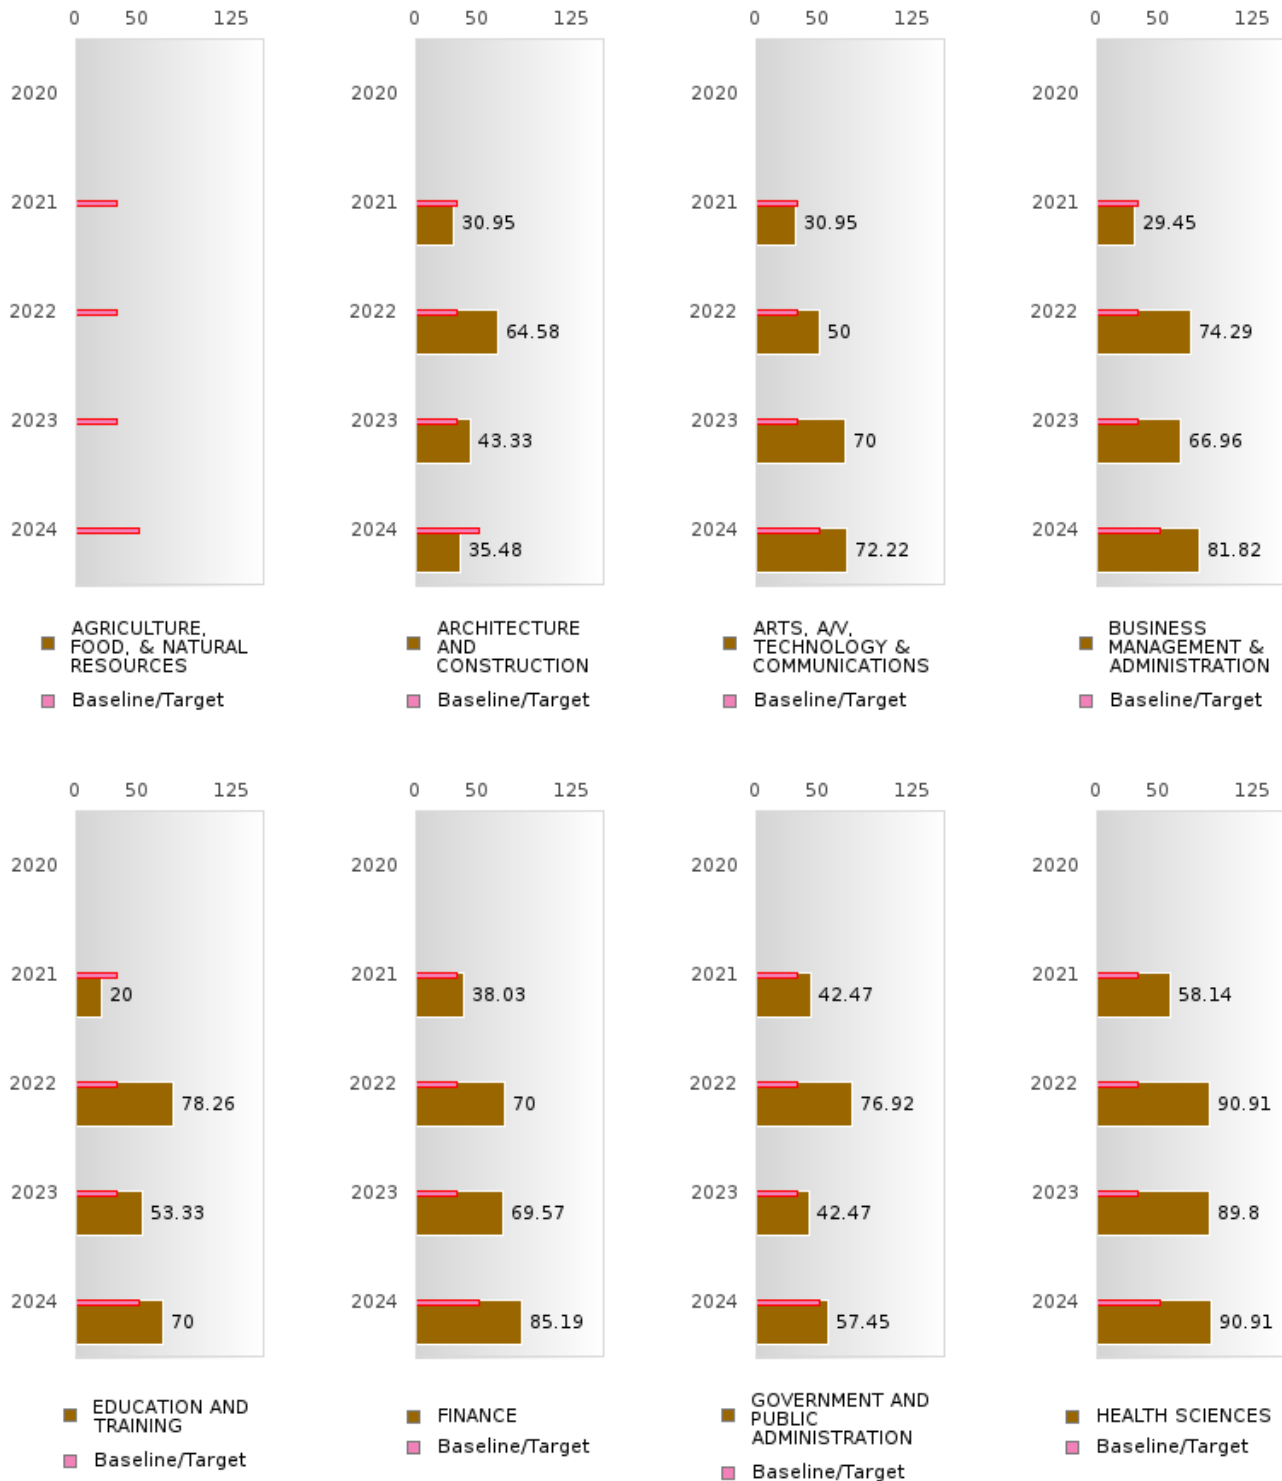 0 50 125
2020
2021
2022
2023
2024
AGRICULTURE,
FOOD, & NATURAL
RESOURCES
Baseline/Target
0 50 125
2020
2021
30.95
2022
64.58
2023
43.33
2024
35.48
ARCHITECTURE
AND
CONSTRUCTION
Baseline/Target
0 50 125
2020
2021
30.95
2022
50
2023
70
2024
72.22
ARTS, A/V,
TECHNOLOGY &
COMMUNICATIONS
Baseline/Target
0 50 125
2020
2021
29.45
2022
74.29
2023
66.96
2024
81.82
BUSINESS
MANAGEMENT &
ADMINISTRATION
Baseline/Target
0 50 125
2020
2021
20
2022
78.26
2023
53.33
2024
70
EDUCATION AND
TRAINING
Baseline/Target
0 50 125
2020
2021
38.03
2022
70
2023
69.57
2024
85.19
FINANCE
Baseline/Target
0 50 125
2020
2021
42.47
2022
76.92
2023
42.47
2024
57.45
GOVERNMENT AND
PUBLIC
ADMINISTRATION
Baseline/Target
0 50 125
2020
2021
58.14
2022
90.91
2023
89.8
2024
90.91
HEALTH SCIENCES
Baseline/Target